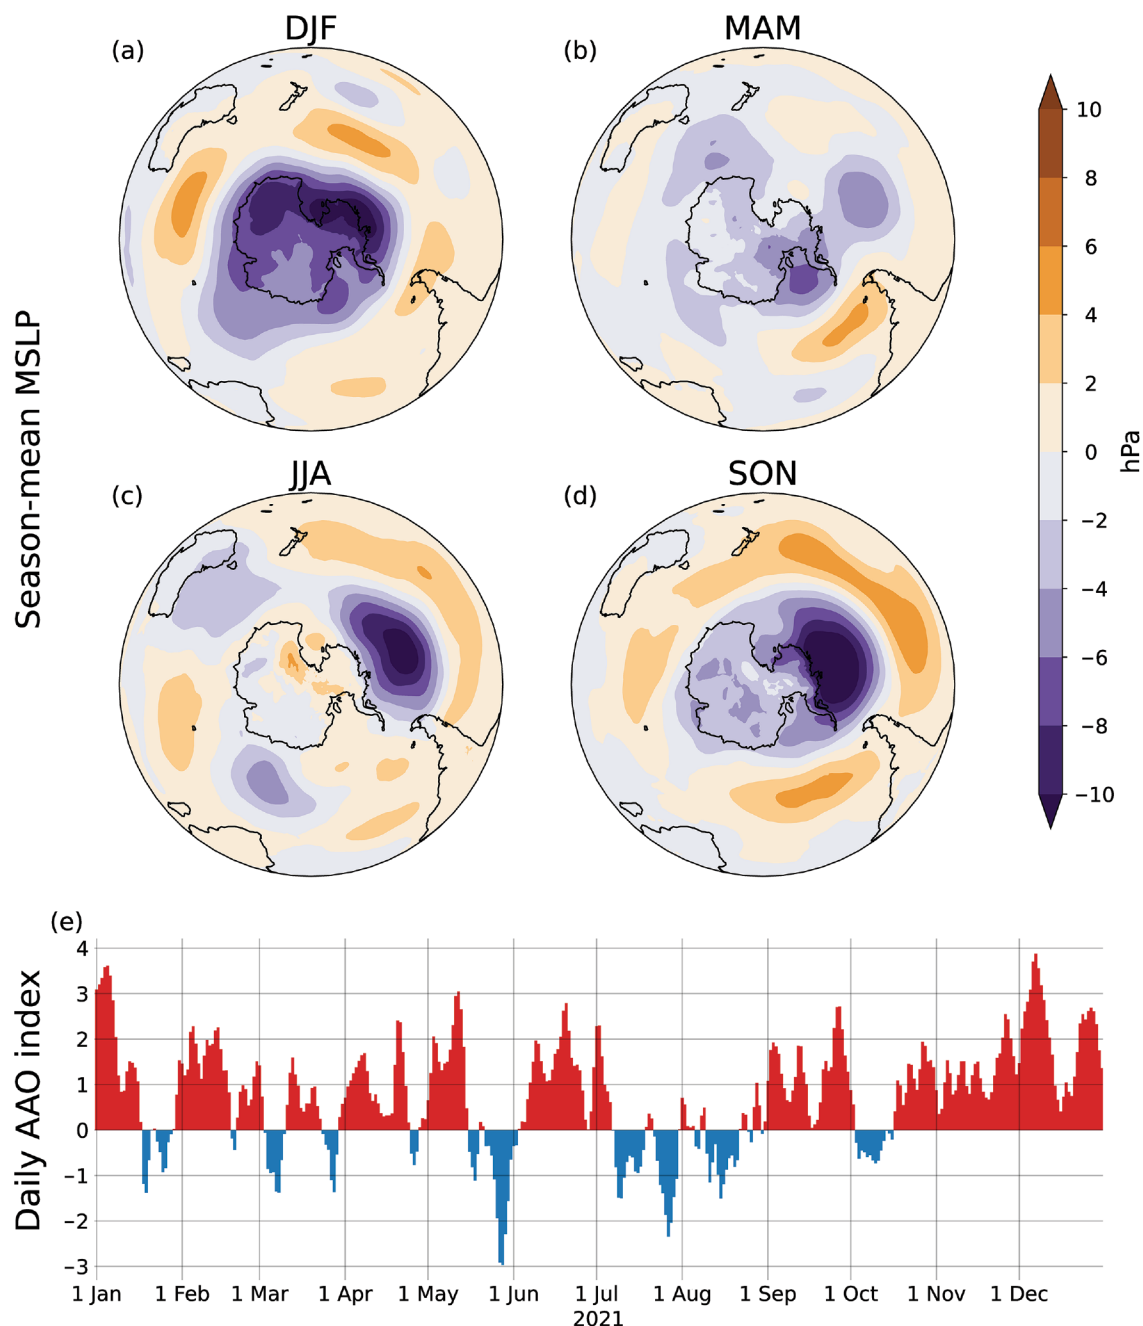 DJF
MAM
(a)
(b)
JJA
SON
(c)
(d)
Season-mean MSLP
10
8
6
4
2
0
−2
−4
−6
−8
−10
hPa
(e)
Daily AAO index
4
3
2
1
0
−1
−2
−3
1 Jan 1 Feb 1 Mar 1 Apr 1 May 1 Jun 1 Jul 1 Aug 1 Sep 1 Oct 1 Nov 1 Dec
2021